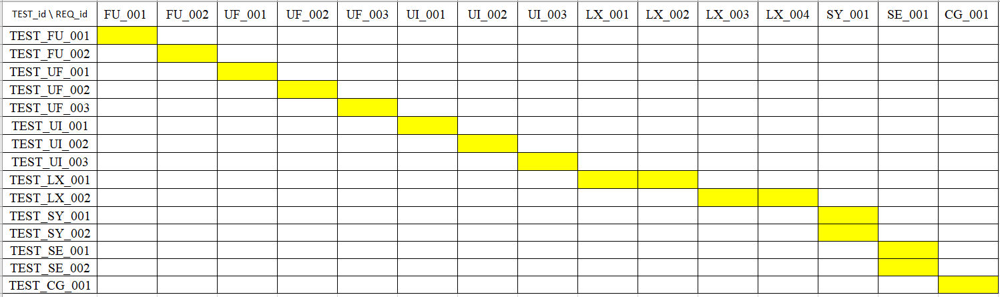 TEST_id \ REQ_id FU_001 FU_002 UF_001 UF_002 UF_003 UI_001 UI_002 UI_003 LX_001 LX_002 LX_003 LX_004 SY_001 SE_001 CG_001
TEST_FU_001
TEST_FU_002
TEST_UF_001
TEST_UF_002
TEST_UF_003
TEST_UI_001
TEST_UI_002
TEST_UI_003
TEST_LX_001
TEST_LX_002
TEST_SY_001
TEST_SY_002
TEST_SE_001
TEST_SE_002
TEST_CG_001